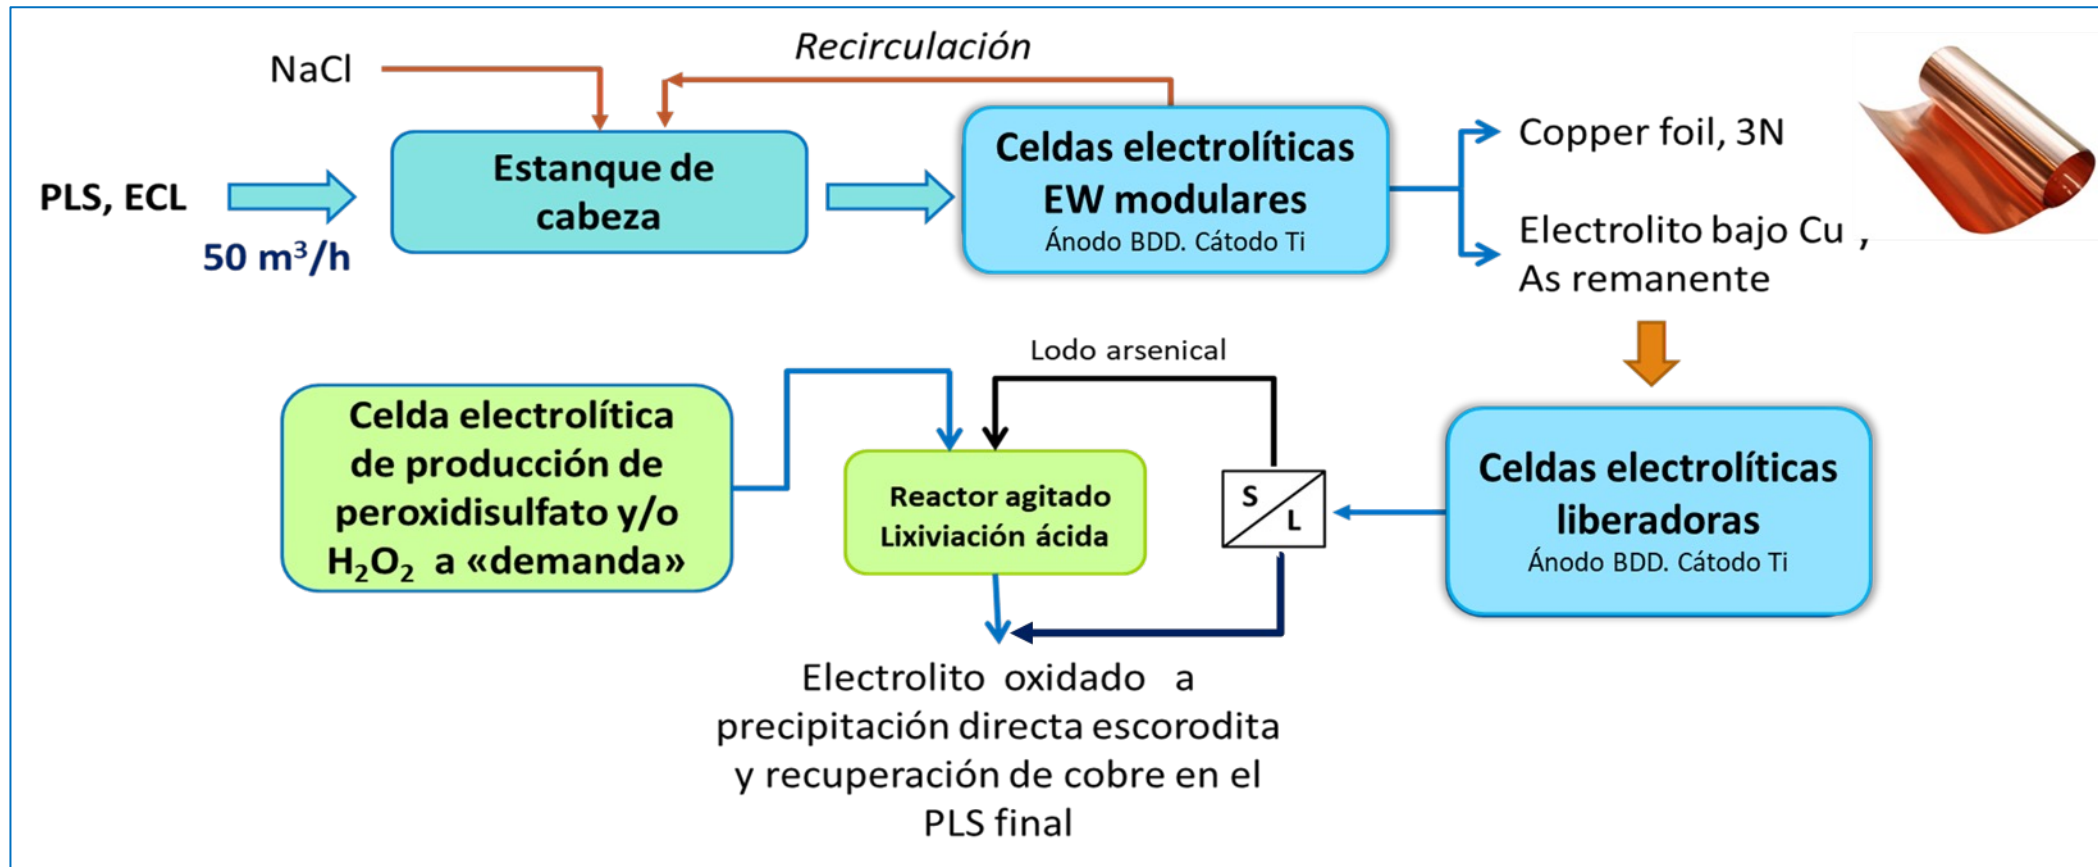 Recirculación
NaCl
PLS, ECL
50 m³/h
Estanque de
cabeza
Celdas electrolíticas
EW modulares
Ánodo BDD. Cátodo Ti
Copper foil, 3N
Electrolito bajo Cu ,
As remanente
Lodo arsenical
Celda electrolítica
de producción de
peroxidisulfato y/o
H₂O₂ a «demanda»
Reactor agitado
Lixiviación ácida
S
L
Celdas electrolíticas
liberadoras
Ánodo BDD. Cátodo Ti
Electrolito oxidado a
precipitación directa escorodita
y recuperación de cobre en el
PLS final